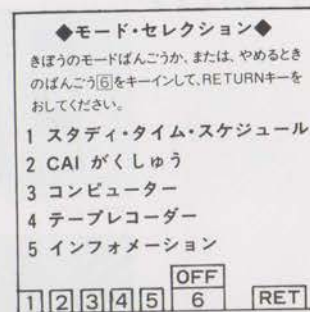 ◆モード・セレクション◆
きぼうのモードばんごうか、または、やめるとき
のばんごう6をキーインして、RETURNキーを
おしてください。
1 スタディ・タイム・スケジュール
2 CAI がくしゅう
3 コンピューター
4 テープレコーダー
5 インフォメーション
OFF
1 2 3 4 5 6 RET